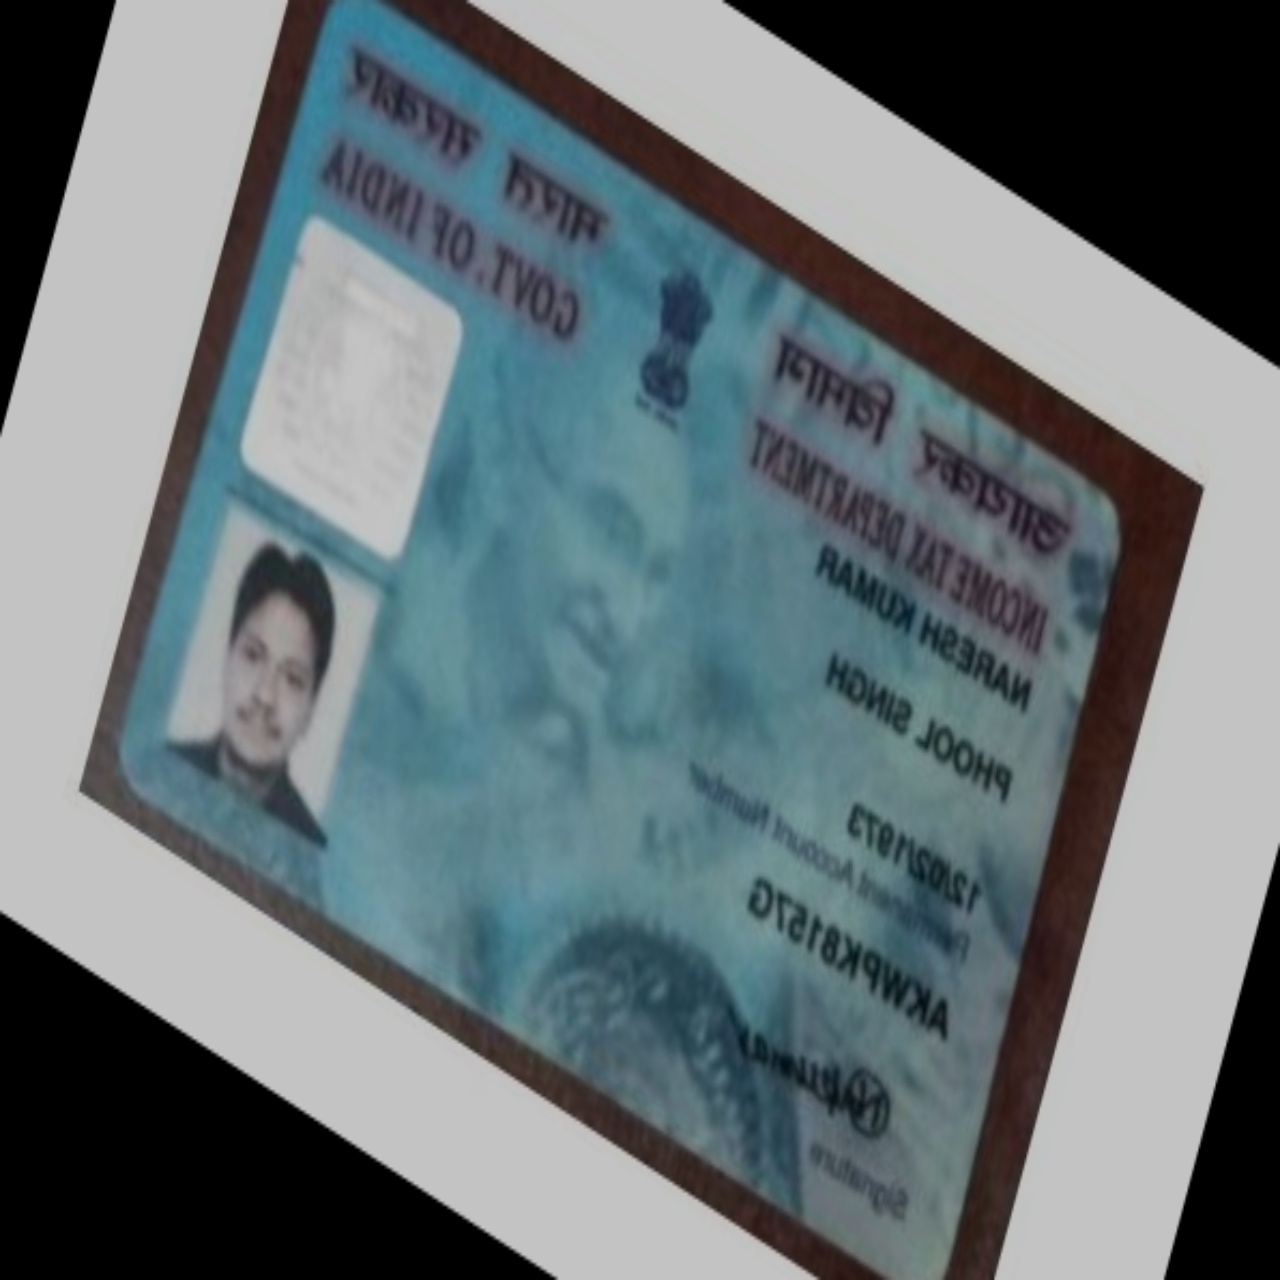 आयकर विभाग
INCOME TAX DEPARTMENT
भारत सरकार
GOVT. OF INDIA
NARESH KUMAR
PHOOL SINGH
12/02/1973
Permanent Account Number
AKWPK8157G
Signature